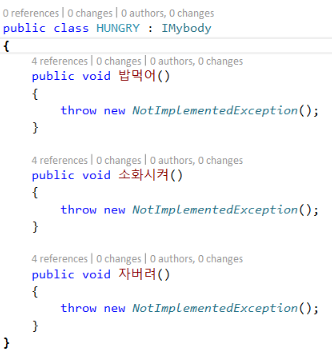 0 references | 0 changes | 0 authors, 0 changes
public class HUNGRY : IMybody
{
4 references | 0 changes | 0 authors, 0 changes
public void 밥먹어()
{
throw new NotImplementedException();
}
4 references | 0 changes | 0 authors, 0 changes
public void 소화시켜()
{
throw new NotImplementedException();
}
4 references | 0 changes | 0 authors, 0 changes
public void 자버려()
{
throw new NotImplementedException();
}
}